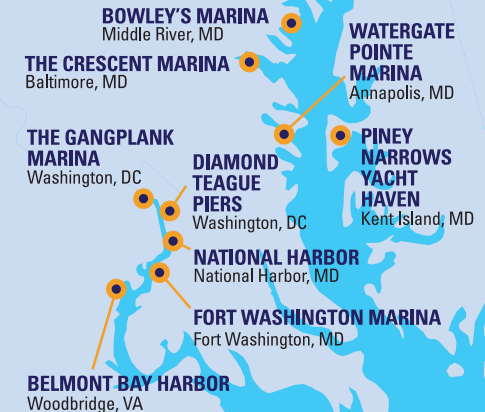 BOWLEY'S MARINA
Middle River, MD
THE CRESCENT MARINA
Baltimore, MD
WATERGATE
POINTE
MARINA
Annapolis, MD
THE GANGPLANK
MARINA
Washington, DC
DIAMOND
TEAGUE
PIERS
Washington, DC
PINEY
NARROWS
YACHT
HAVEN
Kent Island, MD
NATIONAL HARBOR
National Harbor, MD
FORT WASHINGTON MARINA
Fort Washington, MD
BELMONT BAY HARBOR
Woodbridge, VA